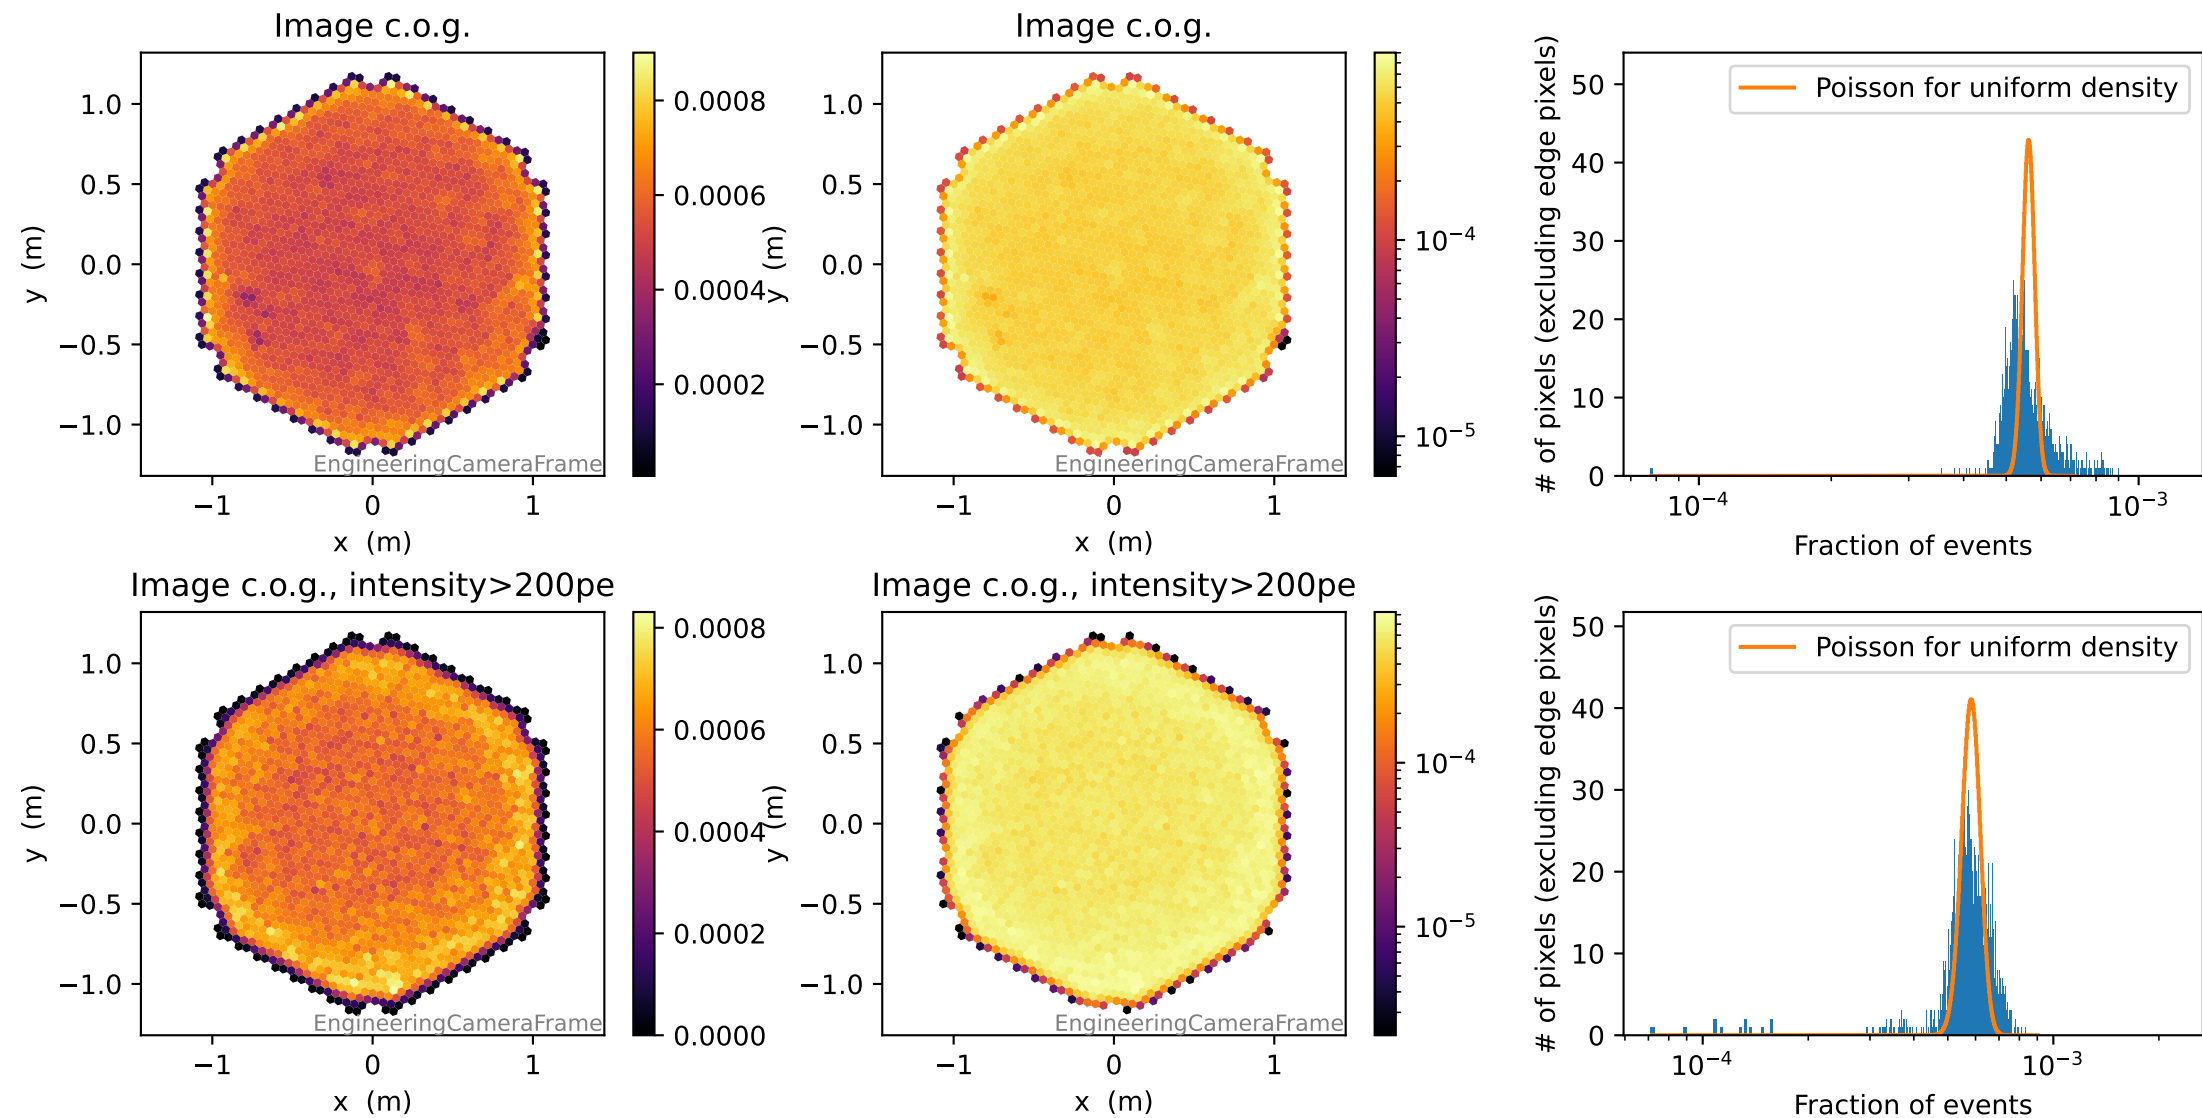 Image c.o.g.
1.0
0.5
0.0
−0.5
−1.0
y (m)
−1
0
1
x (m)
EngineeringCameraFrame
0.0008
0.0006
0.0004
0.0002
Image c.o.g.
1.0
0.5
0.0
−0.5
−1.0
y (m)
−1
0
1
x (m)
EngineeringCameraFrame
10⁻⁴
10⁻⁵
# of pixels (excluding edge pixels)
50
40
30
20
10
0
Poisson for uniform density
10⁻⁴
10⁻³
Fraction of events
Image c.o.g., intensity>200pe
1.0
0.5
0.0
−0.5
−1.0
y (m)
−1
0
1
x (m)
EngineeringCameraFrame
0.0008
0.0006
0.0004
0.0002
0.0000
Image c.o.g., intensity>200pe
1.0
0.5
0.0
−0.5
−1.0
y (m)
−1
0
1
x (m)
EngineeringCameraFrame
10⁻⁴
10⁻⁵
# of pixels (excluding edge pixels)
50
40
30
20
10
0
Poisson for uniform density
10⁻⁴
10⁻³
Fraction of events